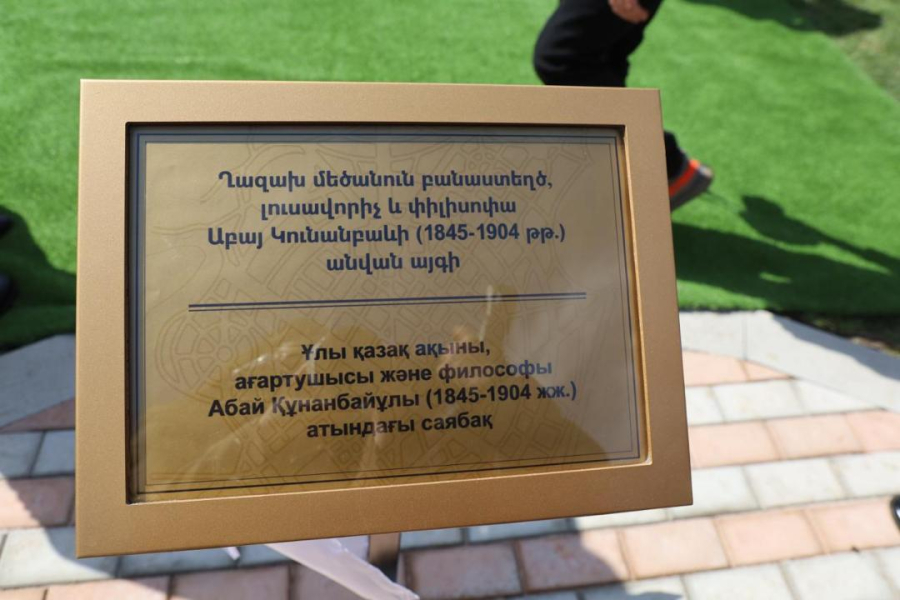 Ղազախ մեծանուն բանաստեղծ,
լուսավորիչ և փիլիսոփա
Աբայ Կունանբաևի (1845-1904 թթ.)
անվան այգի
Ұлы қазақ ақыны,
ағартушысы және философы
Абай Құнанбайұлы (1845-1904 жж.)
атындағы саябақ